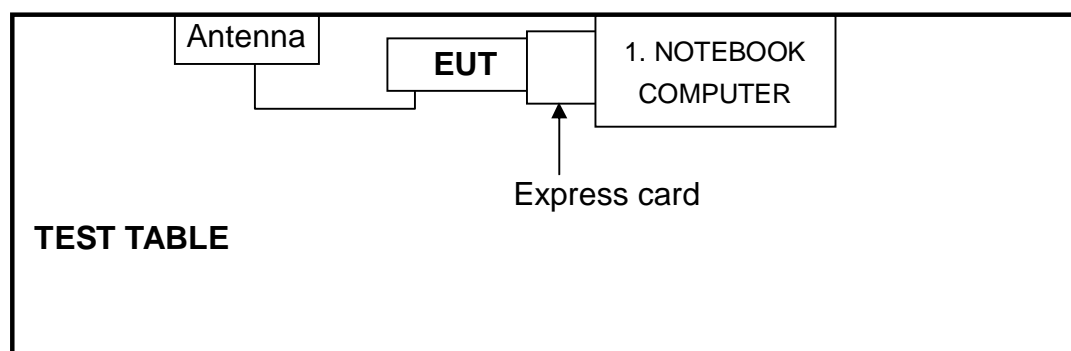 Antenna
EUT
1. NOTEBOOK
COMPUTER
Express card
TEST TABLE